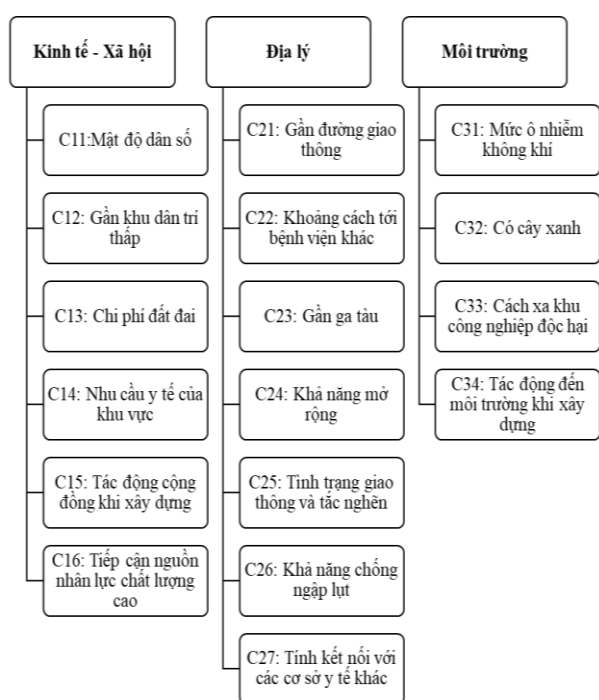 Kinh tế - Xã hội
C11:Mật độ dân số
C12: Gần khu dân trí
thấp
C13: Chi phí đất đai
C14: Nhu cầu y tế của
khu vực
C15: Tác động cộng
đồng khi xây dựng
C16: Tiếp cận nguồn
nhân lực chất lượng
cao
Địa lý
C21: Gần đường giao
thông
C22: Khoảng cách tới
bệnh viện khác
C23: Gần ga tàu
C24: Khả năng mở
rộng
C25: Tình trạng giao
thông và tắc nghẽn
C26: Khả năng chống
ngập lụt
C27: Tính kết nối với
các cơ sở y tế khác
Môi trường
C31: Mức ô nhiễm
không khí
C32: Có cây xanh
C33: Cách xa khu
công nghiệp độc hại
C34: Tác động đến
môi trường khi xây
dựng